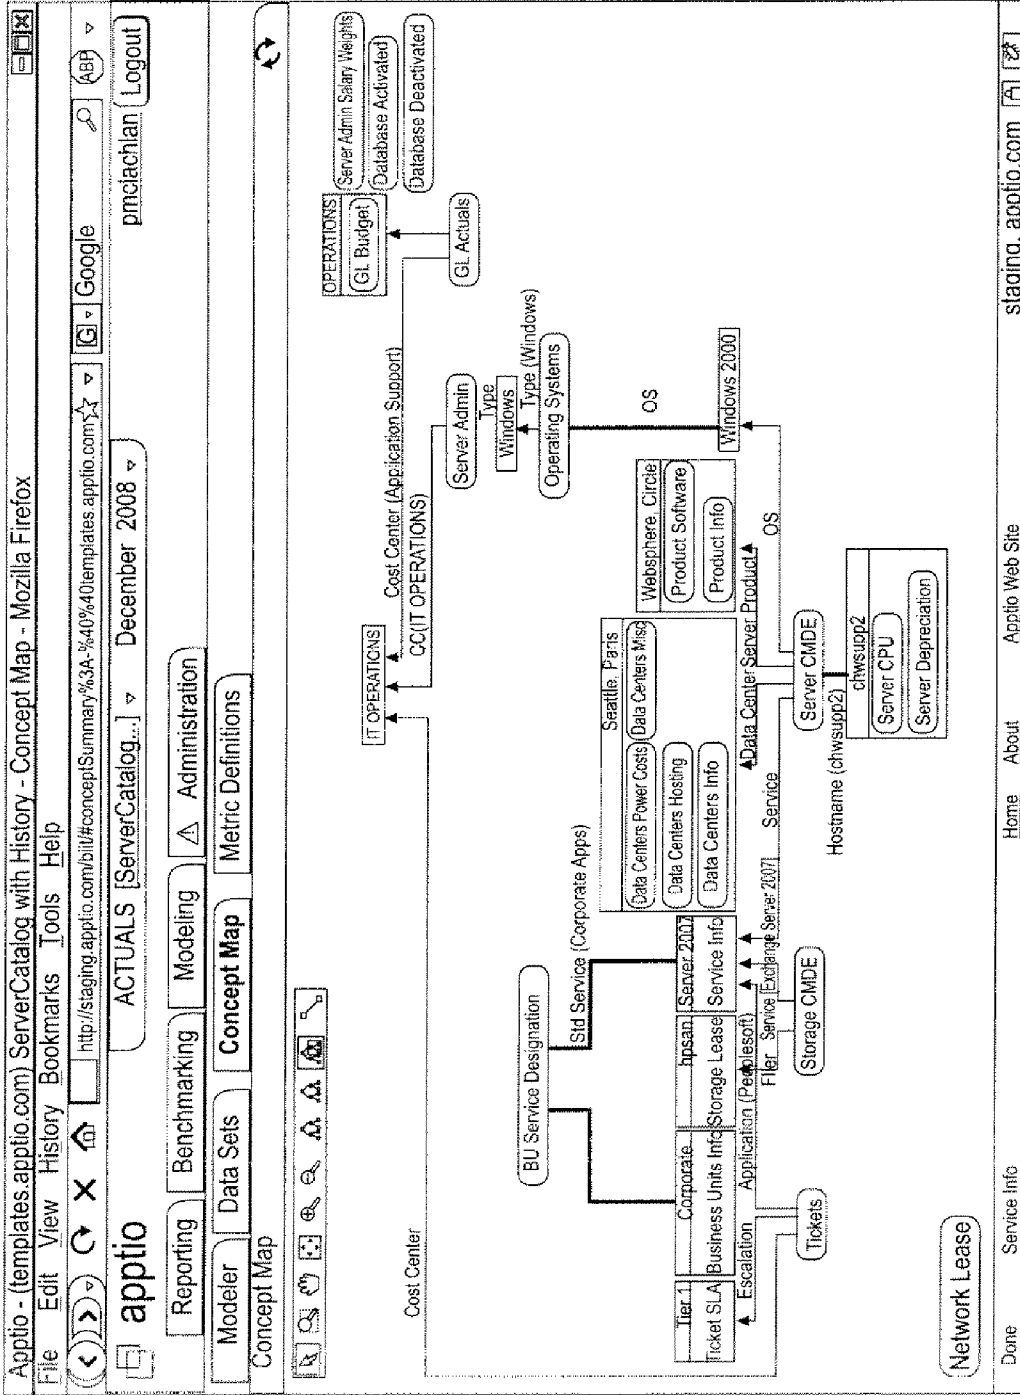 Apptio - (templates.apptio.com) ServerCatalog with History - Concept Map - Mozilla Firefox
File Edit View History Bookmarks Tools Help
http://staging.apptio.com/biit/#conceptSummary%3A-%40%40templates.apptio.com
G Google
ABP
apptio
ACTUALS [ServerCatalog...]
December 2008
pmclachlan Logout
Reporting Benchmarking Modeling Administration
Modeler Data Sets Concept Map Metric Definitions
Concept Map
OPERATIONS
GL Budget
Server Admin Salary Weights
Database Activated
Database Deactivated
GL Actuals
IT OPERATIONS
Cost Center (Application Support)
CC(IT OPERATIONS)
Cost Center
Server Admin
Type
Windows
Type (Windows)
Operating Systems
OS
Windows 2000
BU Service Designation
Std Service (Corporate Apps)
Seattle, Paris
Data Centers Power Costs Data Centers Misc
Data Centers Hosting
Data Centers Info
Websphere, Circle
Product Software
Product Info
Tier 1 Corporate hpsan Server 2007
Ticket SLA Business Units Info Storage Lease Service Info
Data Center Server Product
OS
Escalation
Application (Peoplesoft)
Filer
Service [Exchange Server 2007]
Service
Tickets
Storage CMDE
Server CMDE
Hostname (chwsupp2)
chwsupp2
Server CPU
Server Depreciation
Network Lease
Done Service Info Home About Apptio Web Site staging. apptio.com